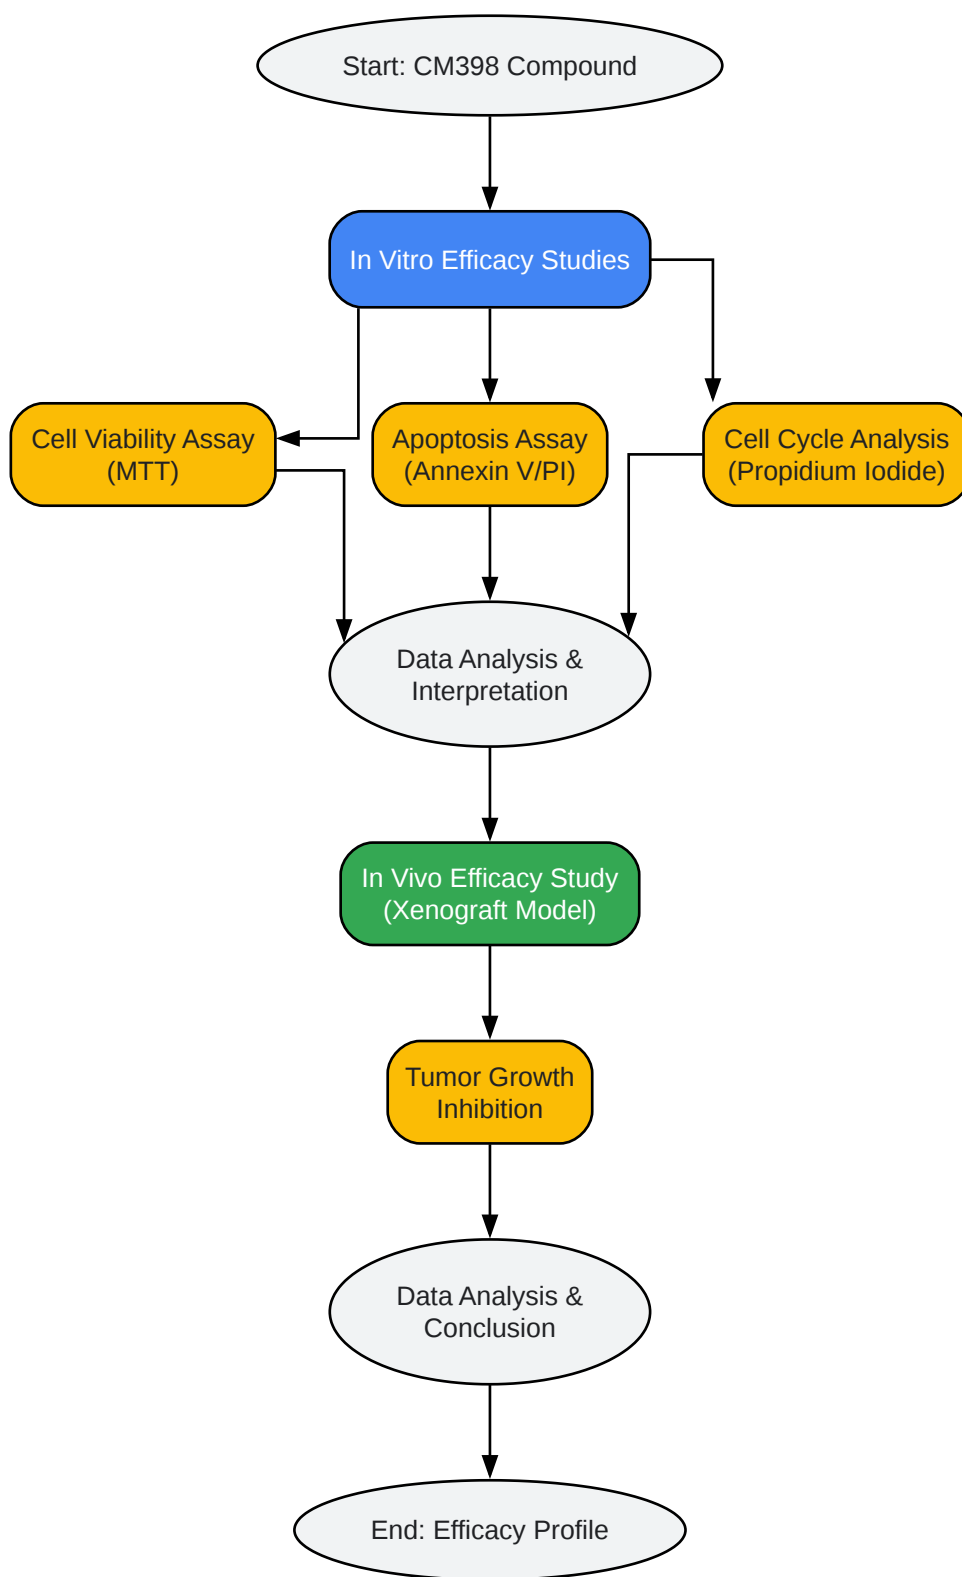 Start: CM398 Compound
In Vitro Efficacy Studies
Cell Viability Assay
(MTT)
Apoptosis Assay
(Annexin V/PI)
Cell Cycle Analysis
(Propidium Iodide)
Data Analysis &
Interpretation
In Vivo Efficacy Study
(Xenograft Model)
Tumor Growth
Inhibition
Data Analysis &
Conclusion
End: Efficacy Profile